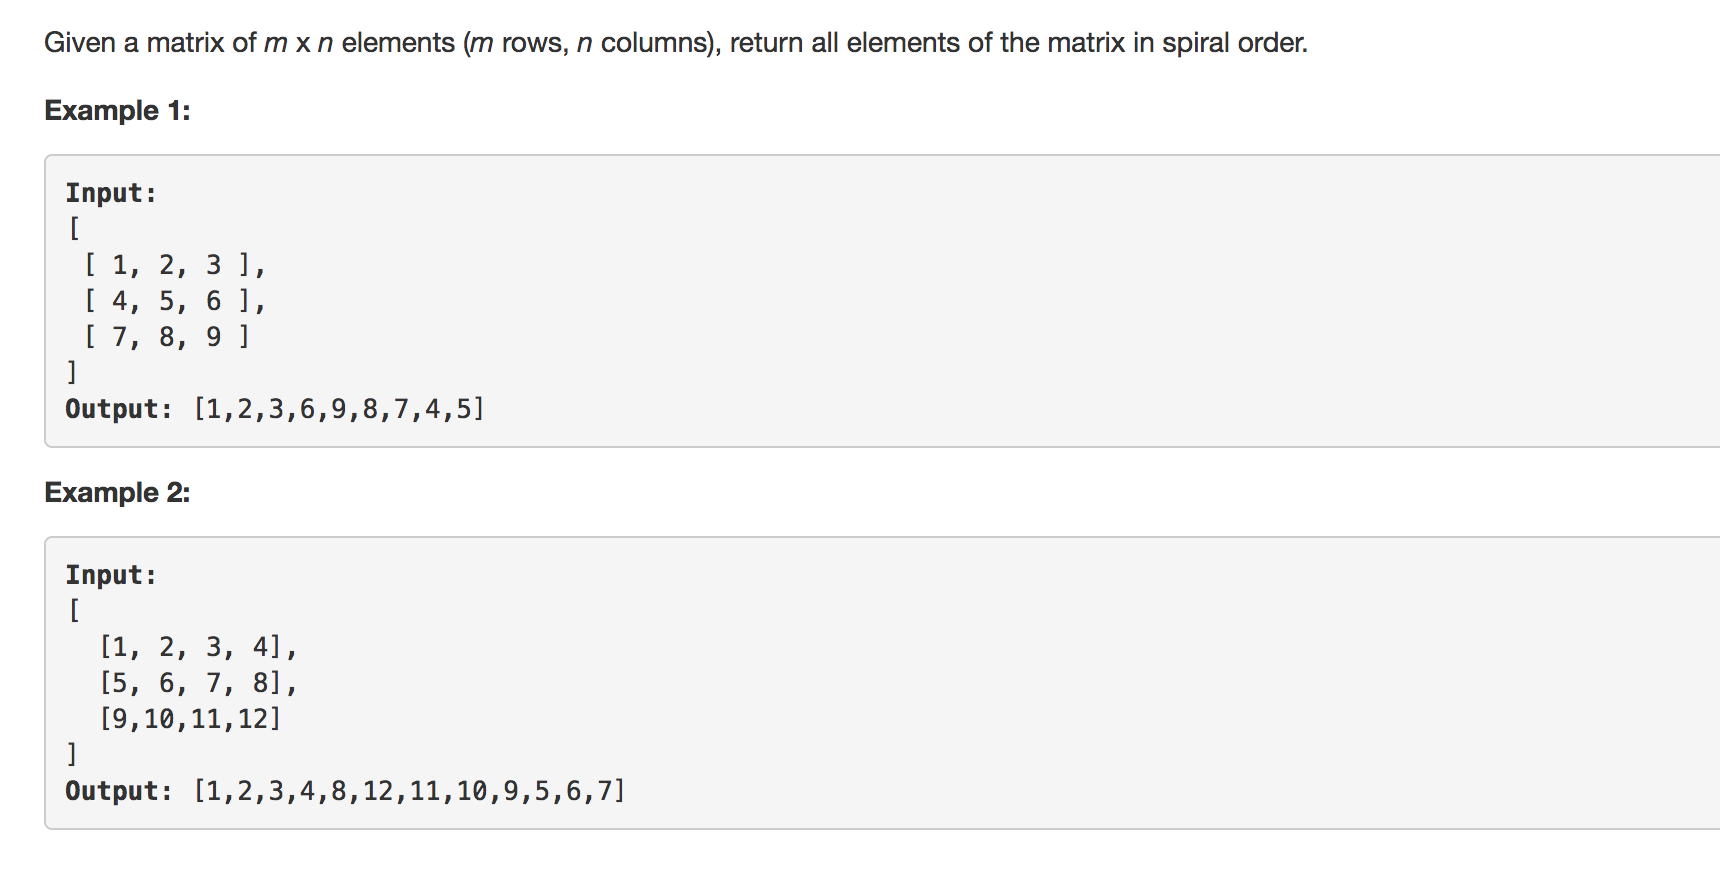 Given a matrix of m x n elements (m rows, n columns), return all elements of the matrix in spiral order.
Example 1:
Input:
[
 [ 1, 2, 3 ],
 [ 4, 5, 6 ],
 [ 7, 8, 9 ]
]
Output: [1,2,3,6,9,8,7,4,5]
Example 2:
Input:
[
  [1, 2, 3, 4],
  [5, 6, 7, 8],
  [9,10,11,12]
]
Output: [1,2,3,4,8,12,11,10,9,5,6,7]